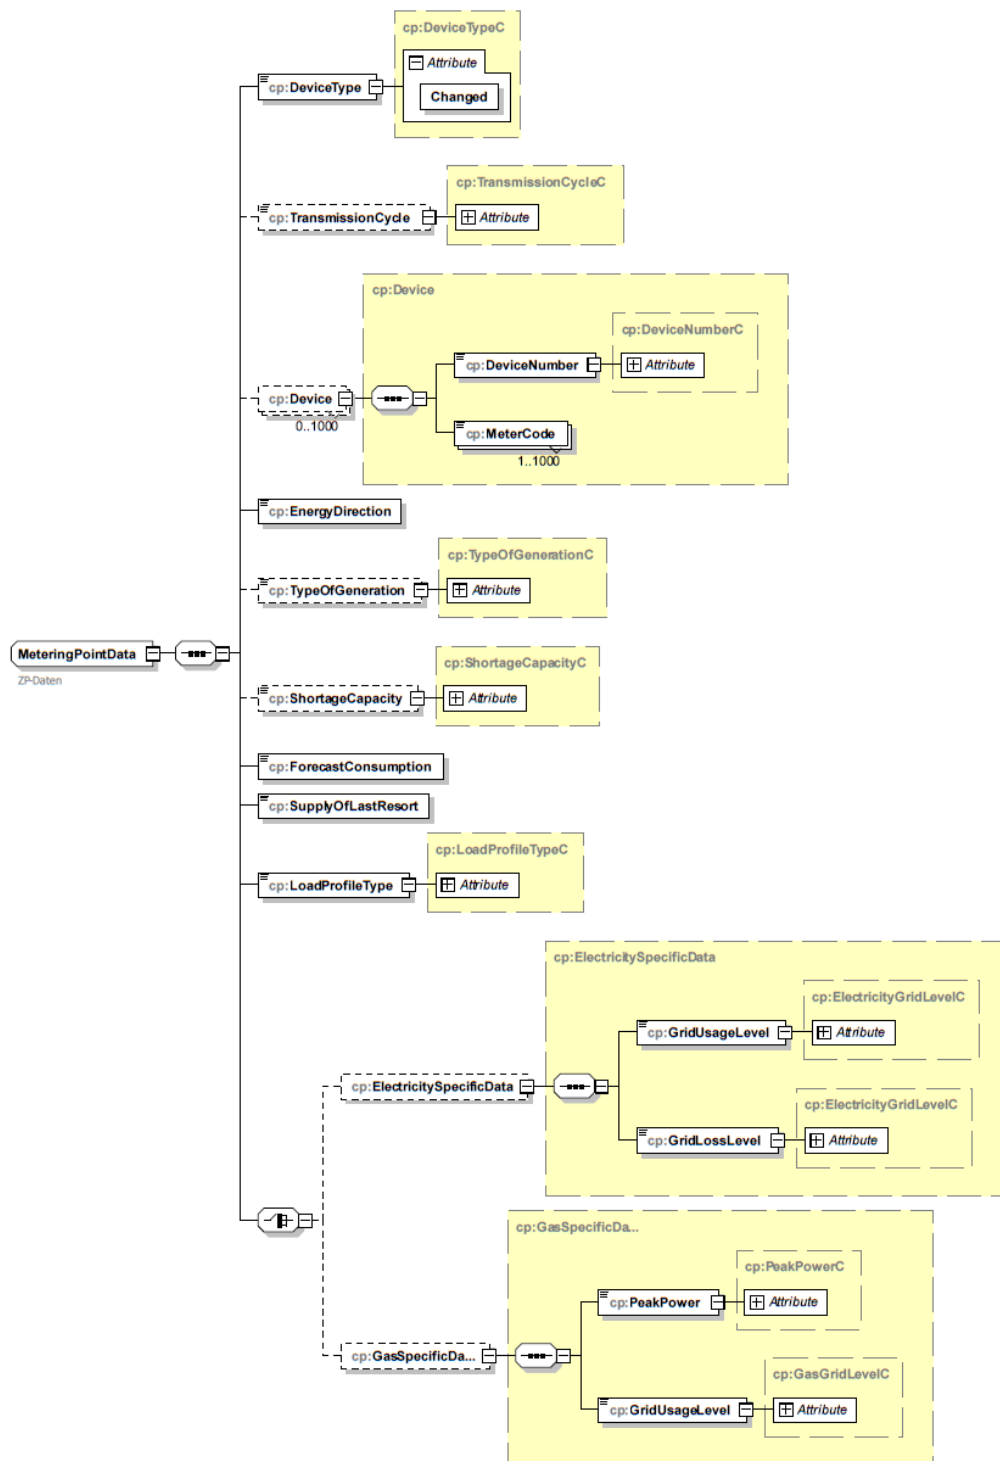 cp:DeviceTypeC
Attribute
cp:DeviceType
Changed
cp:TransmissionCycleC
cp:TransmissionCycle
Attribute
cp:Device
cp:DeviceNumberC
cp:DeviceNumber
Attribute
cp:Device
0..1000
cp:MeterCode
1..1000
cp:EnergyDirection
cp:TypeOfGenerationC
cp:TypeOfGeneration
Attribute
MeteringPointData
ZP-Daten
cp:ShortageCapacityC
cp:ShortageCapacity
Attribute
cp:ForecastConsumption
cp:SupplyOfLastResort
cp:LoadProfileTypeC
cp:LoadProfileType
Attribute
cp:ElectricitySpecificData
cp:ElectricityGridLevelC
cp:GridUsageLevel
Attribute
cp:ElectricitySpecificData
cp:ElectricityGridLevelC
cp:GridLossLevel
Attribute
cp:GasSpecificDa...
cp:PeakPowerC
cp:PeakPower
Attribute
cp:GasSpecificDa...
cp:GasGridLevelC
cp:GridUsageLevel
Attribute